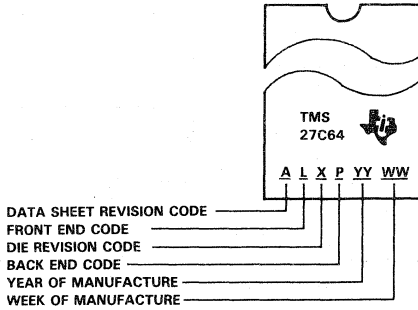 TMS
27C64
A L X P YY WW
DATA SHEET REVISION CODE
FRONT END CODE
DIE REVISION CODE
BACK END CODE
YEAR OF MANUFACTURE
WEEK OF MANUFACTURE